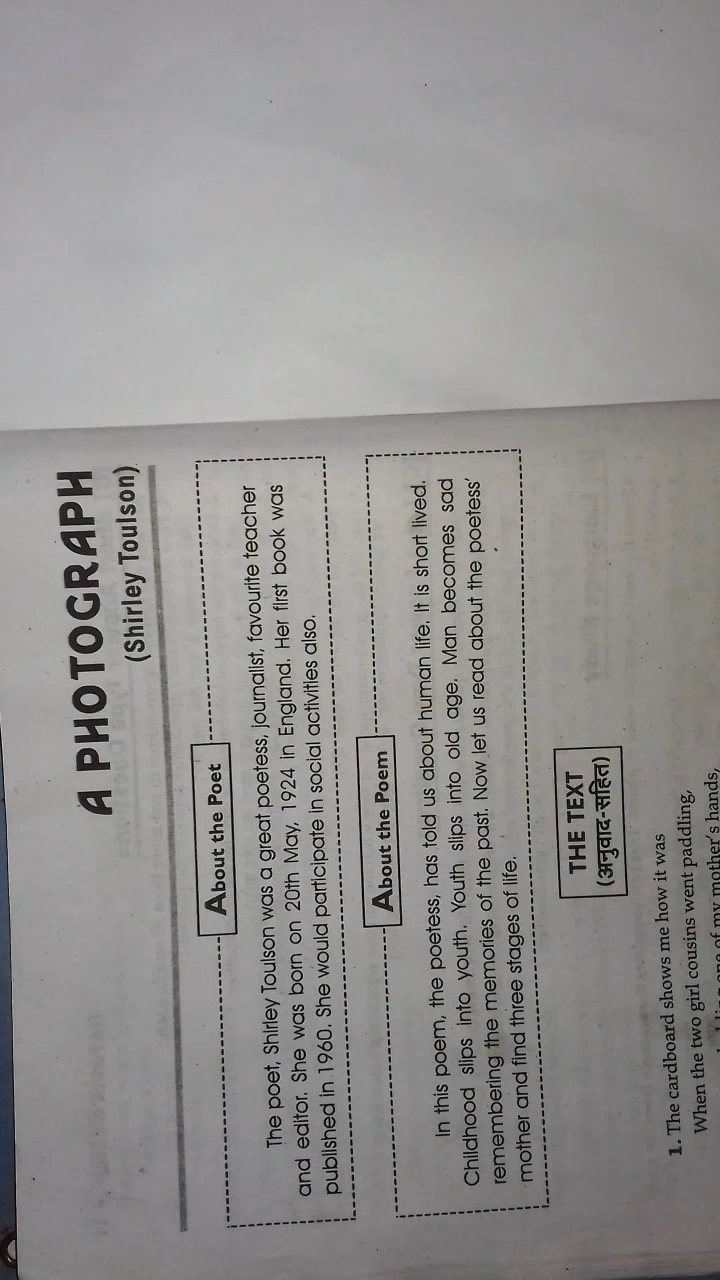 A PHOTOGRAPH
(Shirley Toulson)
About the Poet
The poet, Shirley Toulson was a great poetess, journalist, favourite teacher
and editor. She was born on 20th May, 1924 in England. Her first book was
published in 1960. She would participate in social activities also.
About the Poem
In this poem, the poetess, has told us about human life. It is short lived.
Childhood slips into youth. Youth slips into old age. Man becomes sad
remembering the memories of the past. Now let us read about the poetess'
mother and find three stages of life.
THE TEXT
(अनुवाद-सहित)
1. The cardboard shows me how it was
When the two girl cousins went paddling,
one of my mother's hands,